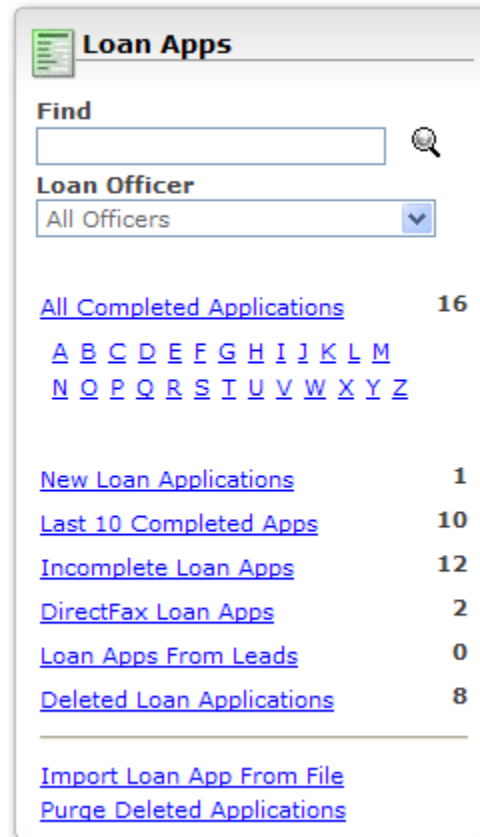 Loan Apps
Find
Loan Officer
All Officers
All Completed Applications 16
A B C D E F G H I J K L M
N O P Q R S T U V W X Y Z
New Loan Applications 1
Last 10 Completed Apps 10
Incomplete Loan Apps 12
DirectFax Loan Apps 2
Loan Apps From Leads 0
Deleted Loan Applications 8
Import Loan App From File
Purge Deleted Applications